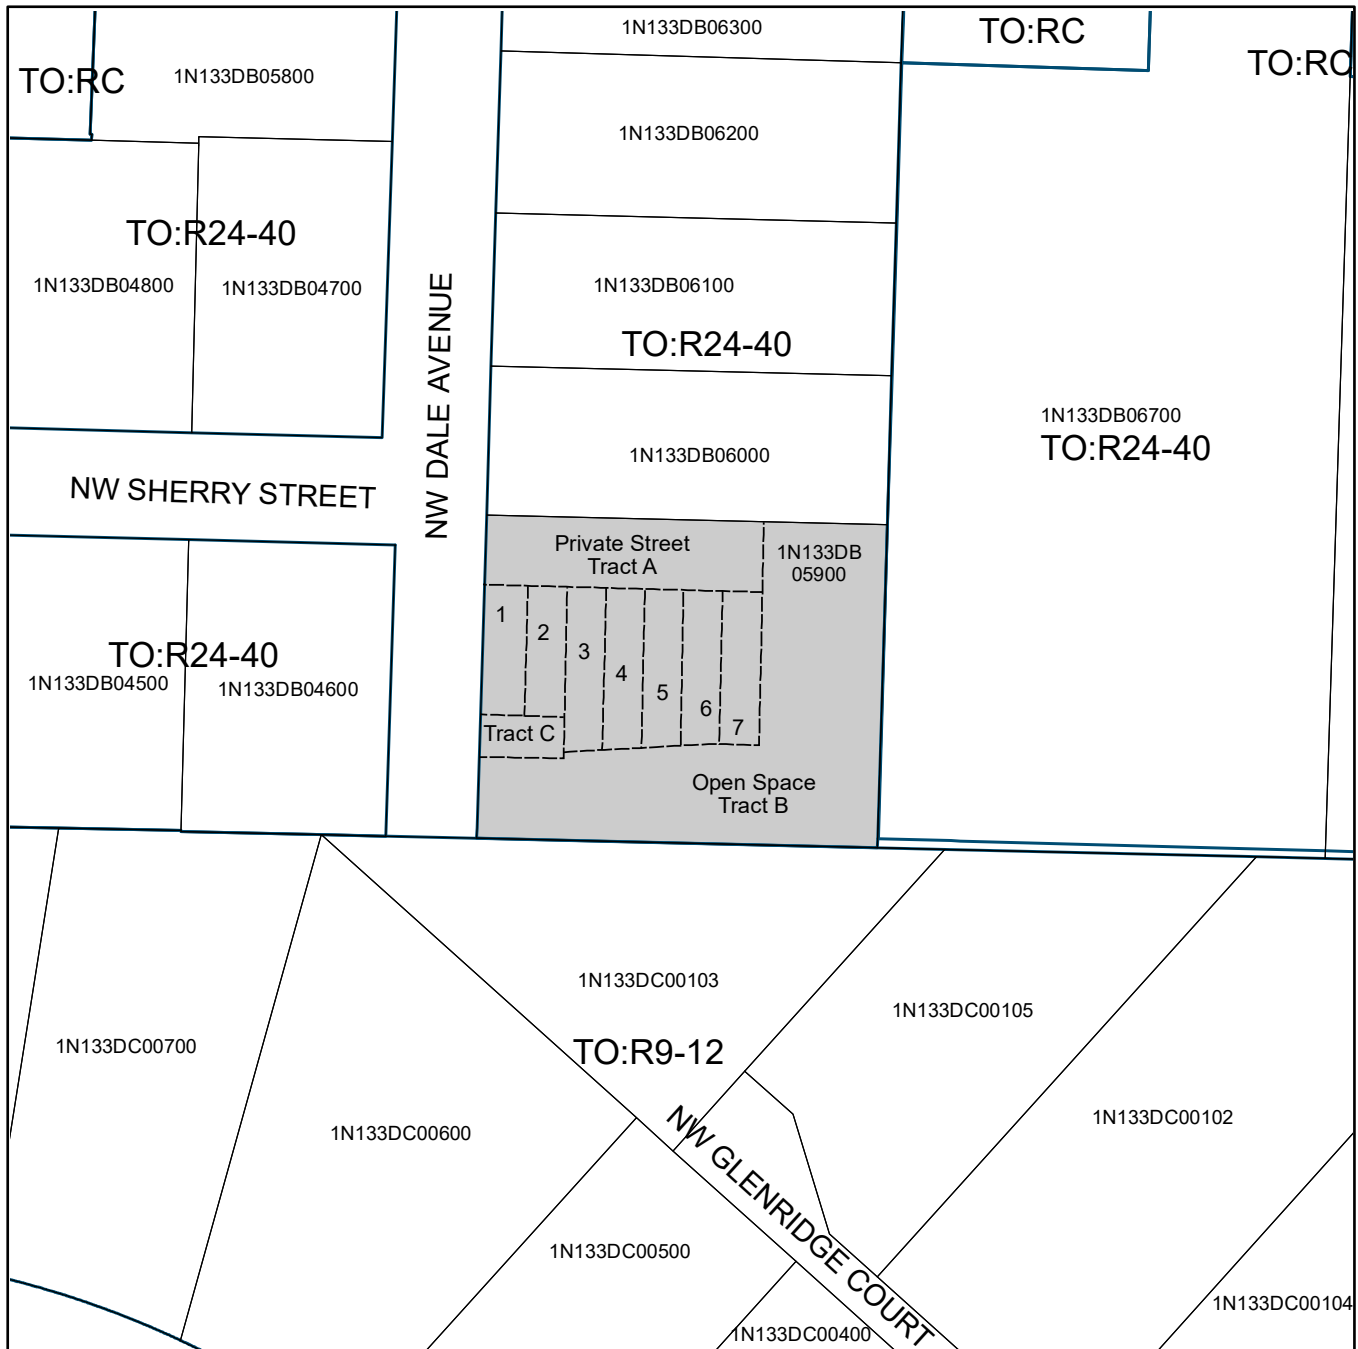 1N133DB06300
TO:RC
TO:RC
TO:RC
1N133DB05800
1N133DB06200
TO:R24-40
1N133DB04800
1N133DB04700
1N133DB06100
TO:R24-40
NW DALE AVENUE
1N133DB06700
TO:R24-40
1N133DB06000
NW SHERRY STREET
Private Street
Tract A
1N133DB
05900
1
2
3
4
5
6
7
TO:R24-40
1N133DB04500
1N133DB04600
Tract C
Open Space
Tract B
1N133DC00103
1N133DC00105
1N133DC00700
TO:R9-12
1N133DC00102
1N133DC00600
NW GLENRIDGE COURT
1N133DC00500
1N133DC00104
1N133DC00400